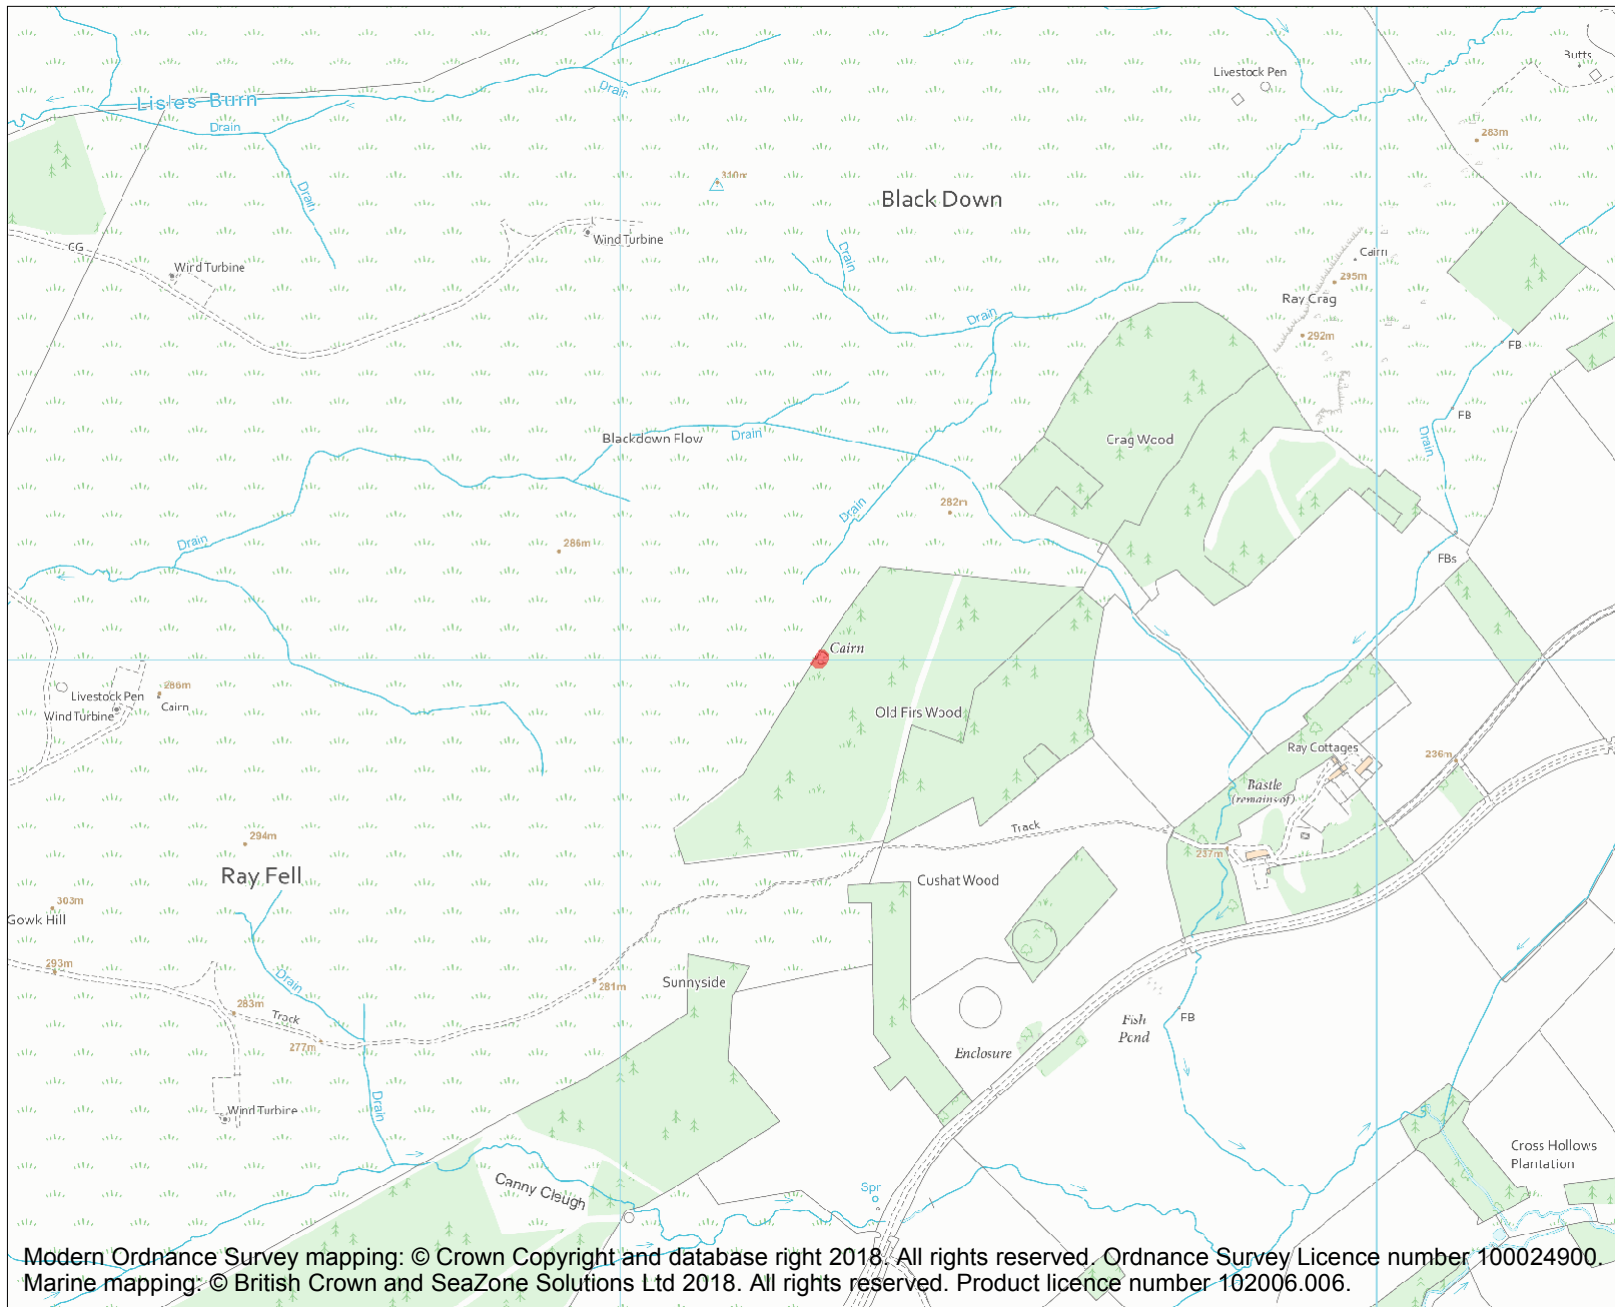 Butts
Livestock Pen
Drain
Lisles Burn
Drain
283m
310m
Drain
Black Down
Wind Turbine
CG
Drain
Cairn
Wind Turbine
295m
Ray Crag
Drain
292m
FB
FB
Drain
Blackdown Flow
Drain
Crag Wood
282m
Drain
Drain
286m
FBs
Cairn
286m
Livestock Pen
Cairn
Wind Turbine
Old Firs Wood
Ray Cottages
236m
Bastle
(remains of)
Track
294m
237m
Ray Fell
Cushat Wood
303m
Gowk Hill
293m
Drain
281m
Sunnyside
283m
Track
FB
Fish
Pond
277m
Enclosure
Drain
Wind Turbine
Cross Hollows
Plantation
Canny Cleugh
Spr
Modern Ordnance Survey mapping: © Crown Copyright and database right 2018. All rights reserved. Ordnance Survey Licence number 100024900.
Marine mapping: © British Crown and SeaZone Solutions Ltd 2018. All rights reserved. Product licence number 102006.006.